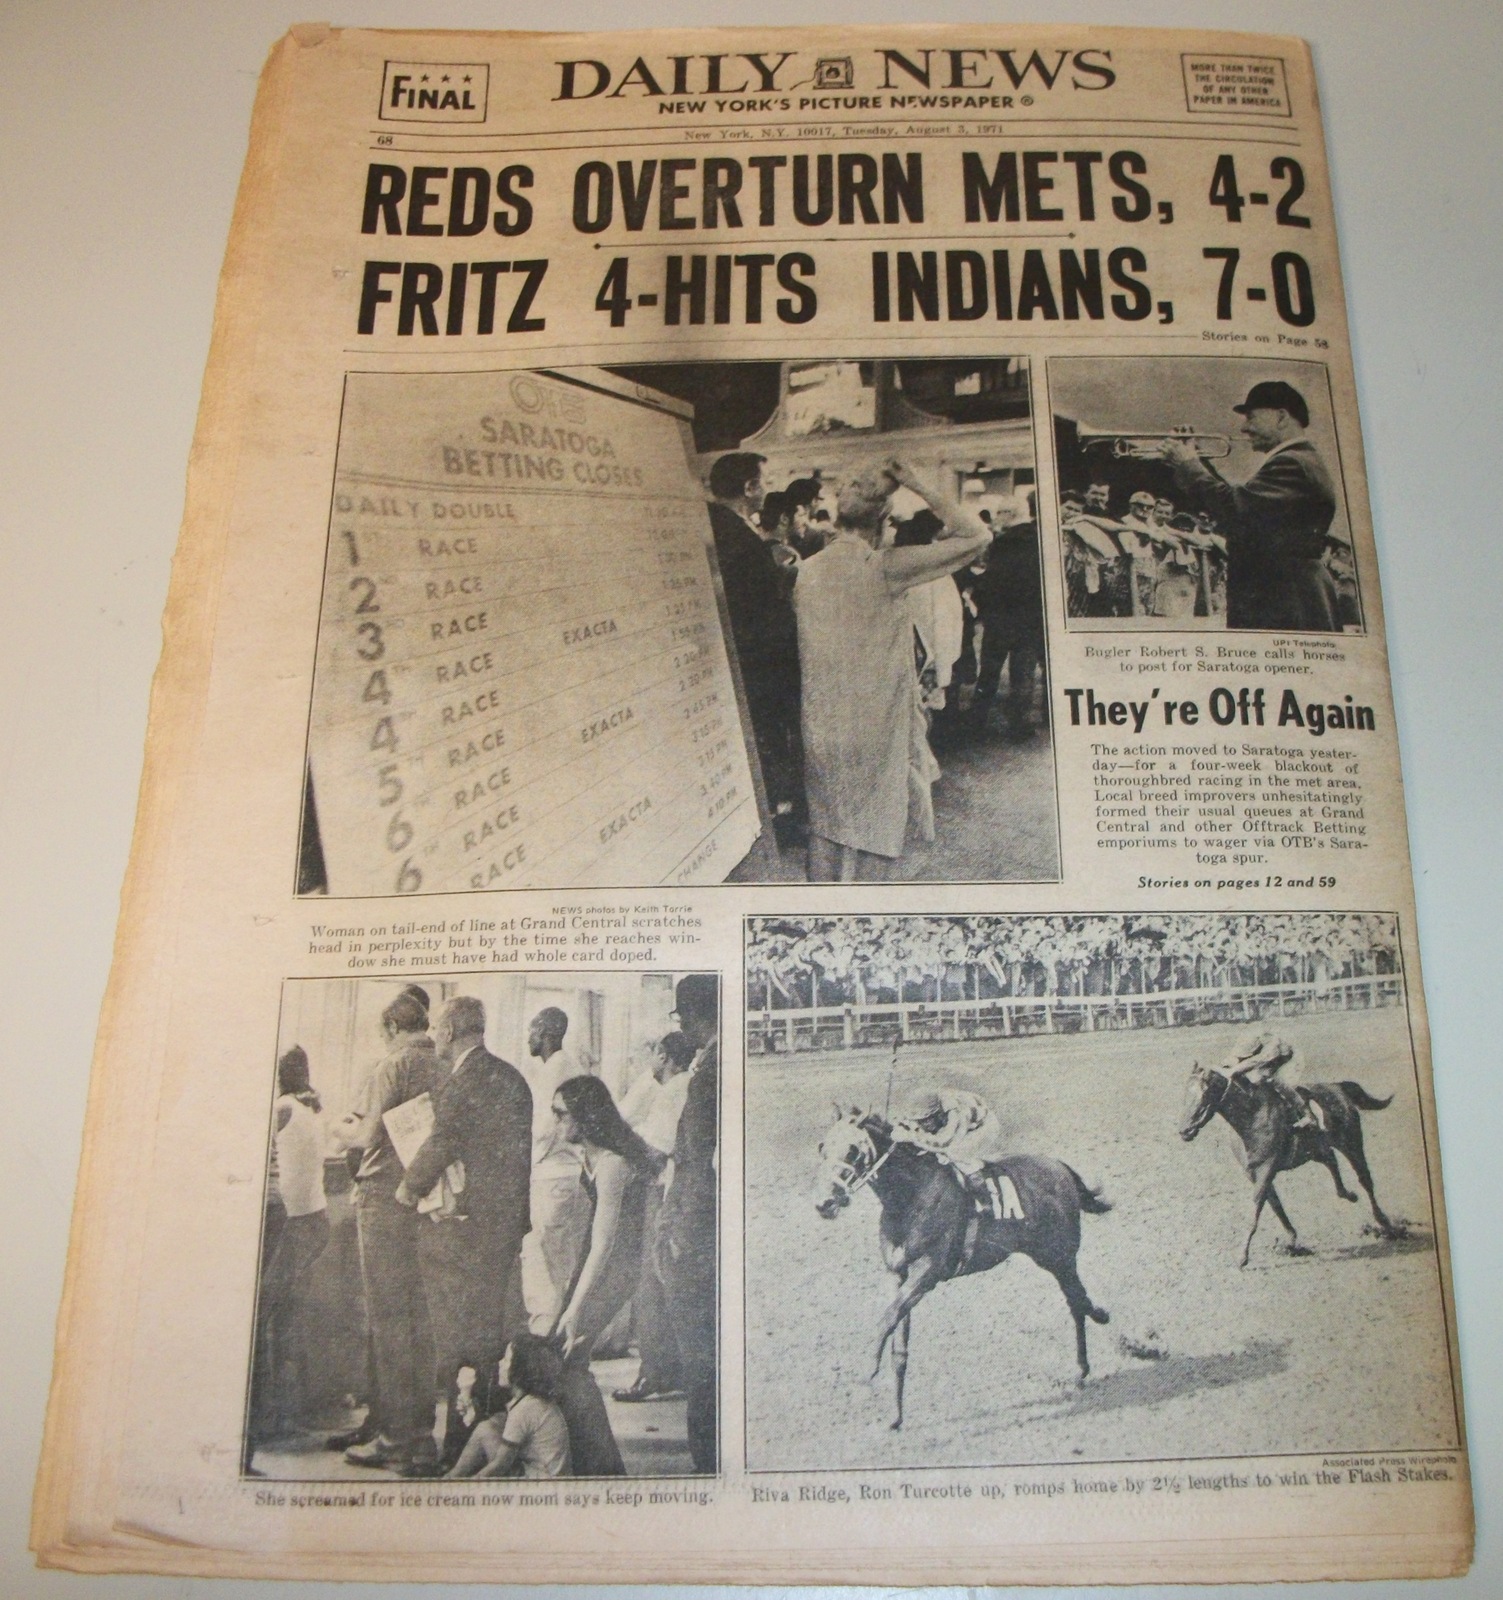 ★ ★ ★
FINAL
DAILY NEWS
NEW YORK'S PICTURE NEWSPAPER ®
MORE THAN TWICE
THE CIRCULATION
OF ANY OTHER
PAPER IN AMERICA
68
New York, N.Y. 10017, Tuesday, August 3, 1971
REDS OVERTURN METS, 4-2
FRITZ 4-HITS INDIANS, 7-0
Stories on Page 58
OTB
SARATOGA
BETTING CLOSES
DAILY DOUBLE
1 RACE
2 RACE
3 RACE
4 RACE EXACTA
4 RACE
5 RACE EXACTA
6 RACE
6 RACE EXACTA
RACE
CHANGE
UPI Telephoto
Bugler Robert S. Bruce calls horses
to post for Saratoga opener.
They're Off Again
The action moved to Saratoga yester-
day—for a four-week blackout of
thoroughbred racing in the met area.
Local breed improvers unhesitatingly
formed their usual queues at Grand
Central and other Offtrack Betting
emporiums to wager via OTB's Sara-
toga spur.
Stories on pages 12 and 59
NEWS photos by Keith Torrie
Woman on tail-end of line at Grand Central scratches
head in perplexity but by the time she reaches win-
dow she must have had whole card doped.
1A
She screamed for ice cream now mom says keep moving.
Associated Press Wirephoto
Riva Ridge, Ron Turcotte up, romps home by 2½ lengths to win the Flash Stakes.